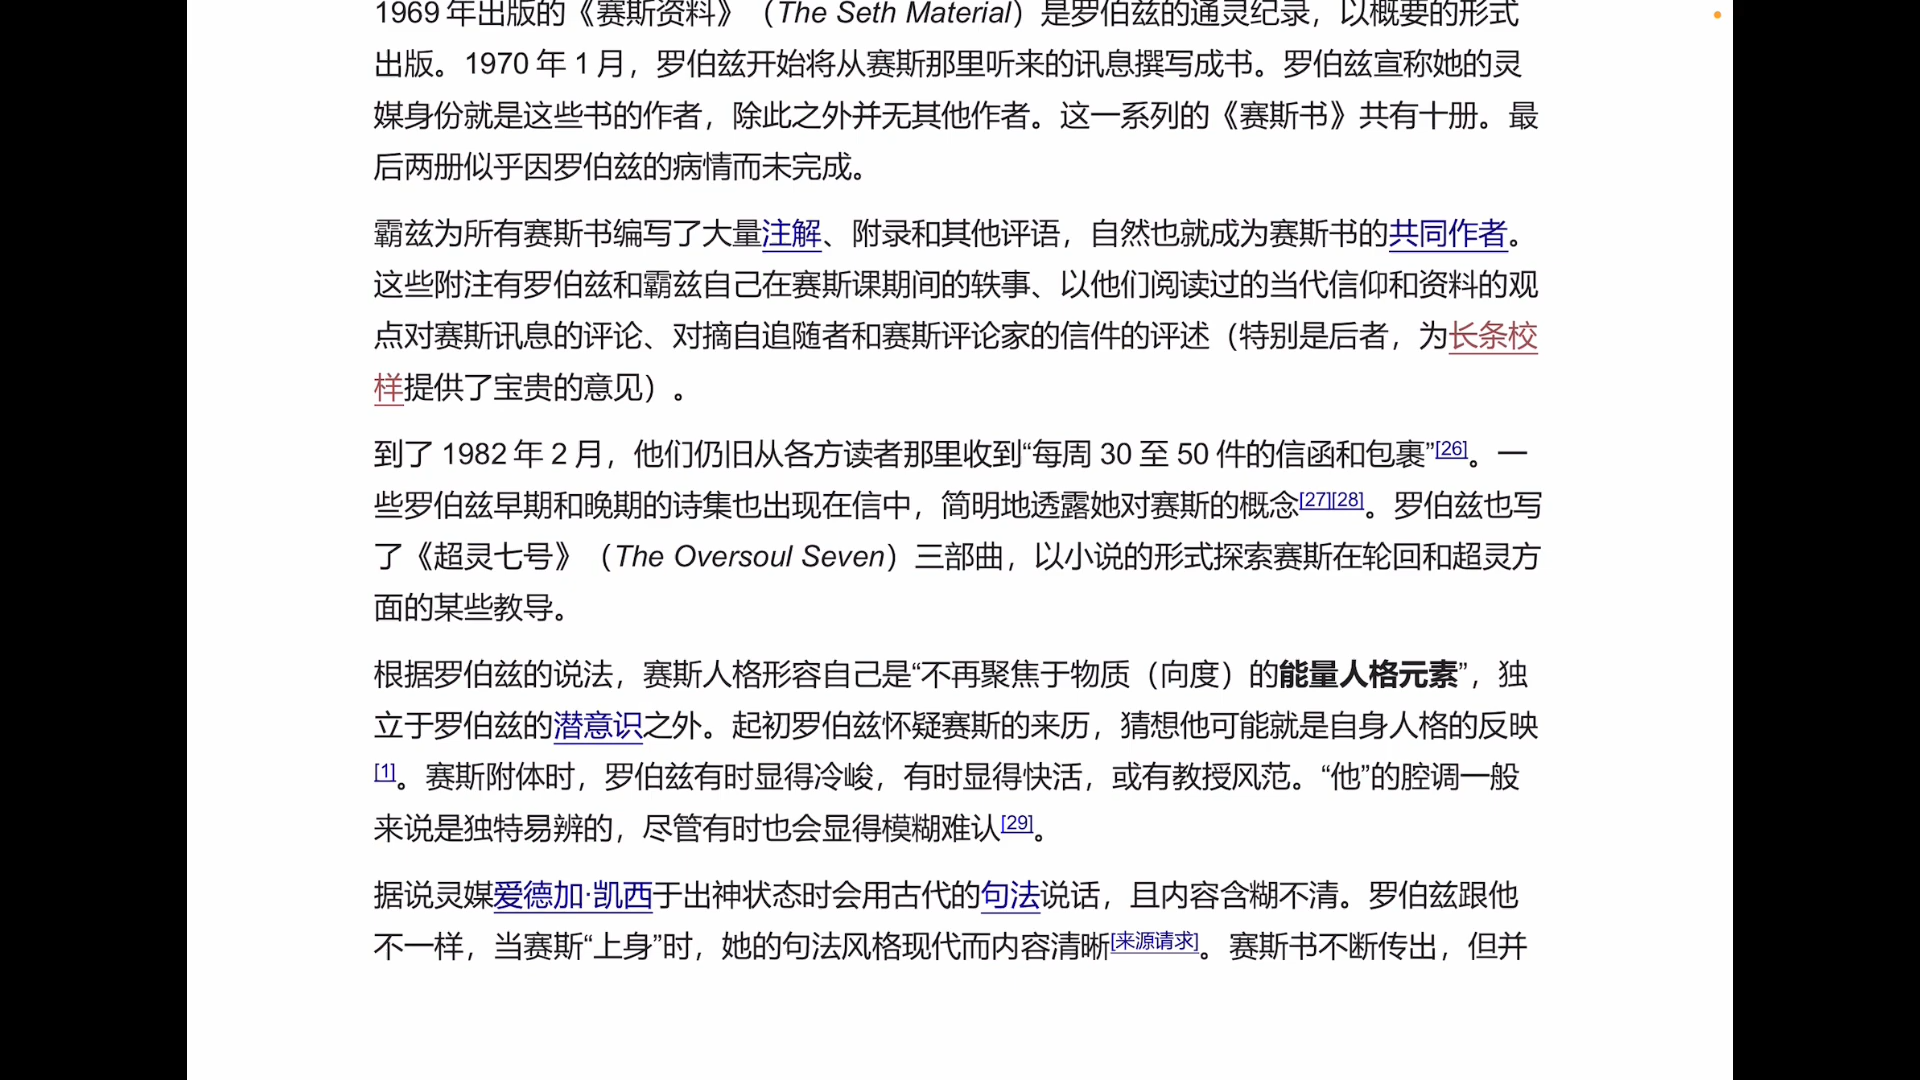 1969 年出版的《赛斯资料》（The Seth Material）是罗伯兹的通灵纪录，以概要的形式
出版。1970 年 1 月，罗伯兹开始将从赛斯那里听来的讯息撰写成书。罗伯兹宣称她的灵
媒身份就是这些书的作者，除此之外并无其他作者。这一系列的《赛斯书》共有十册。最
后两册似乎因罗伯兹的病情而未完成。
霸兹为所有赛斯书编写了大量注解、附录和其他评语，自然也就成为赛斯书的共同作者。
这些附注有罗伯兹和霸兹自己在赛斯课期间的轶事、以他们阅读过的当代信仰和资料的观
点对赛斯讯息的评论、对摘自追随者和赛斯评论家的信件的评述（特别是后者，为长条校
样提供了宝贵的意见）。
到了 1982 年 2 月，他们仍旧从各方读者那里收到“每周 30 至 50 件的信函和包裹”[26]。一
些罗伯兹早期和晚期的诗集也出现在信中，简明地透露她对赛斯的概念[27][28]。罗伯兹也写
了《超灵七号》（The Oversoul Seven）三部曲，以小说的形式探索赛斯在轮回和超灵方
面的某些教导。
根据罗伯兹的说法，赛斯人格形容自己是“不再聚焦于物质（向度）的能量人格元素”，独
立于罗伯兹的潜意识之外。起初罗伯兹怀疑赛斯的来历，猜想他可能就是自身人格的反映
[1]。赛斯附体时，罗伯兹有时显得冷峻，有时显得快活，或有教授风范。“他”的腔调一般
来说是独特易辨的，尽管有时也会显得模糊难认[29]。
据说灵媒爱德加·凯西于出神状态时会用古代的句法说话，且内容含糊不清。罗伯兹跟他
不一样，当赛斯“上身”时，她的句法风格现代而内容清晰[来源请求]。赛斯书不断传出，但并